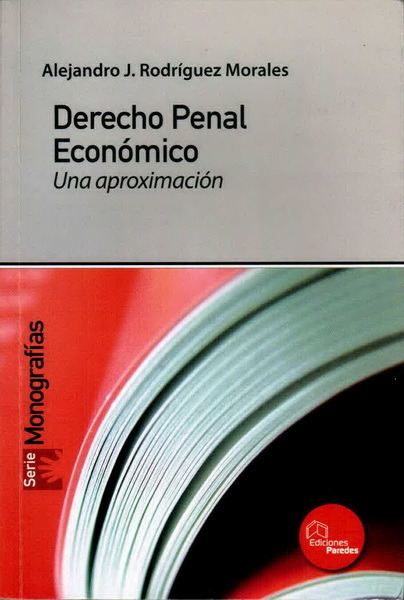 Alejandro J. Rodríguez Morales
Derecho Penal
Económico
Una aproximación
Serie
Monografías
Ediciones
Paredes